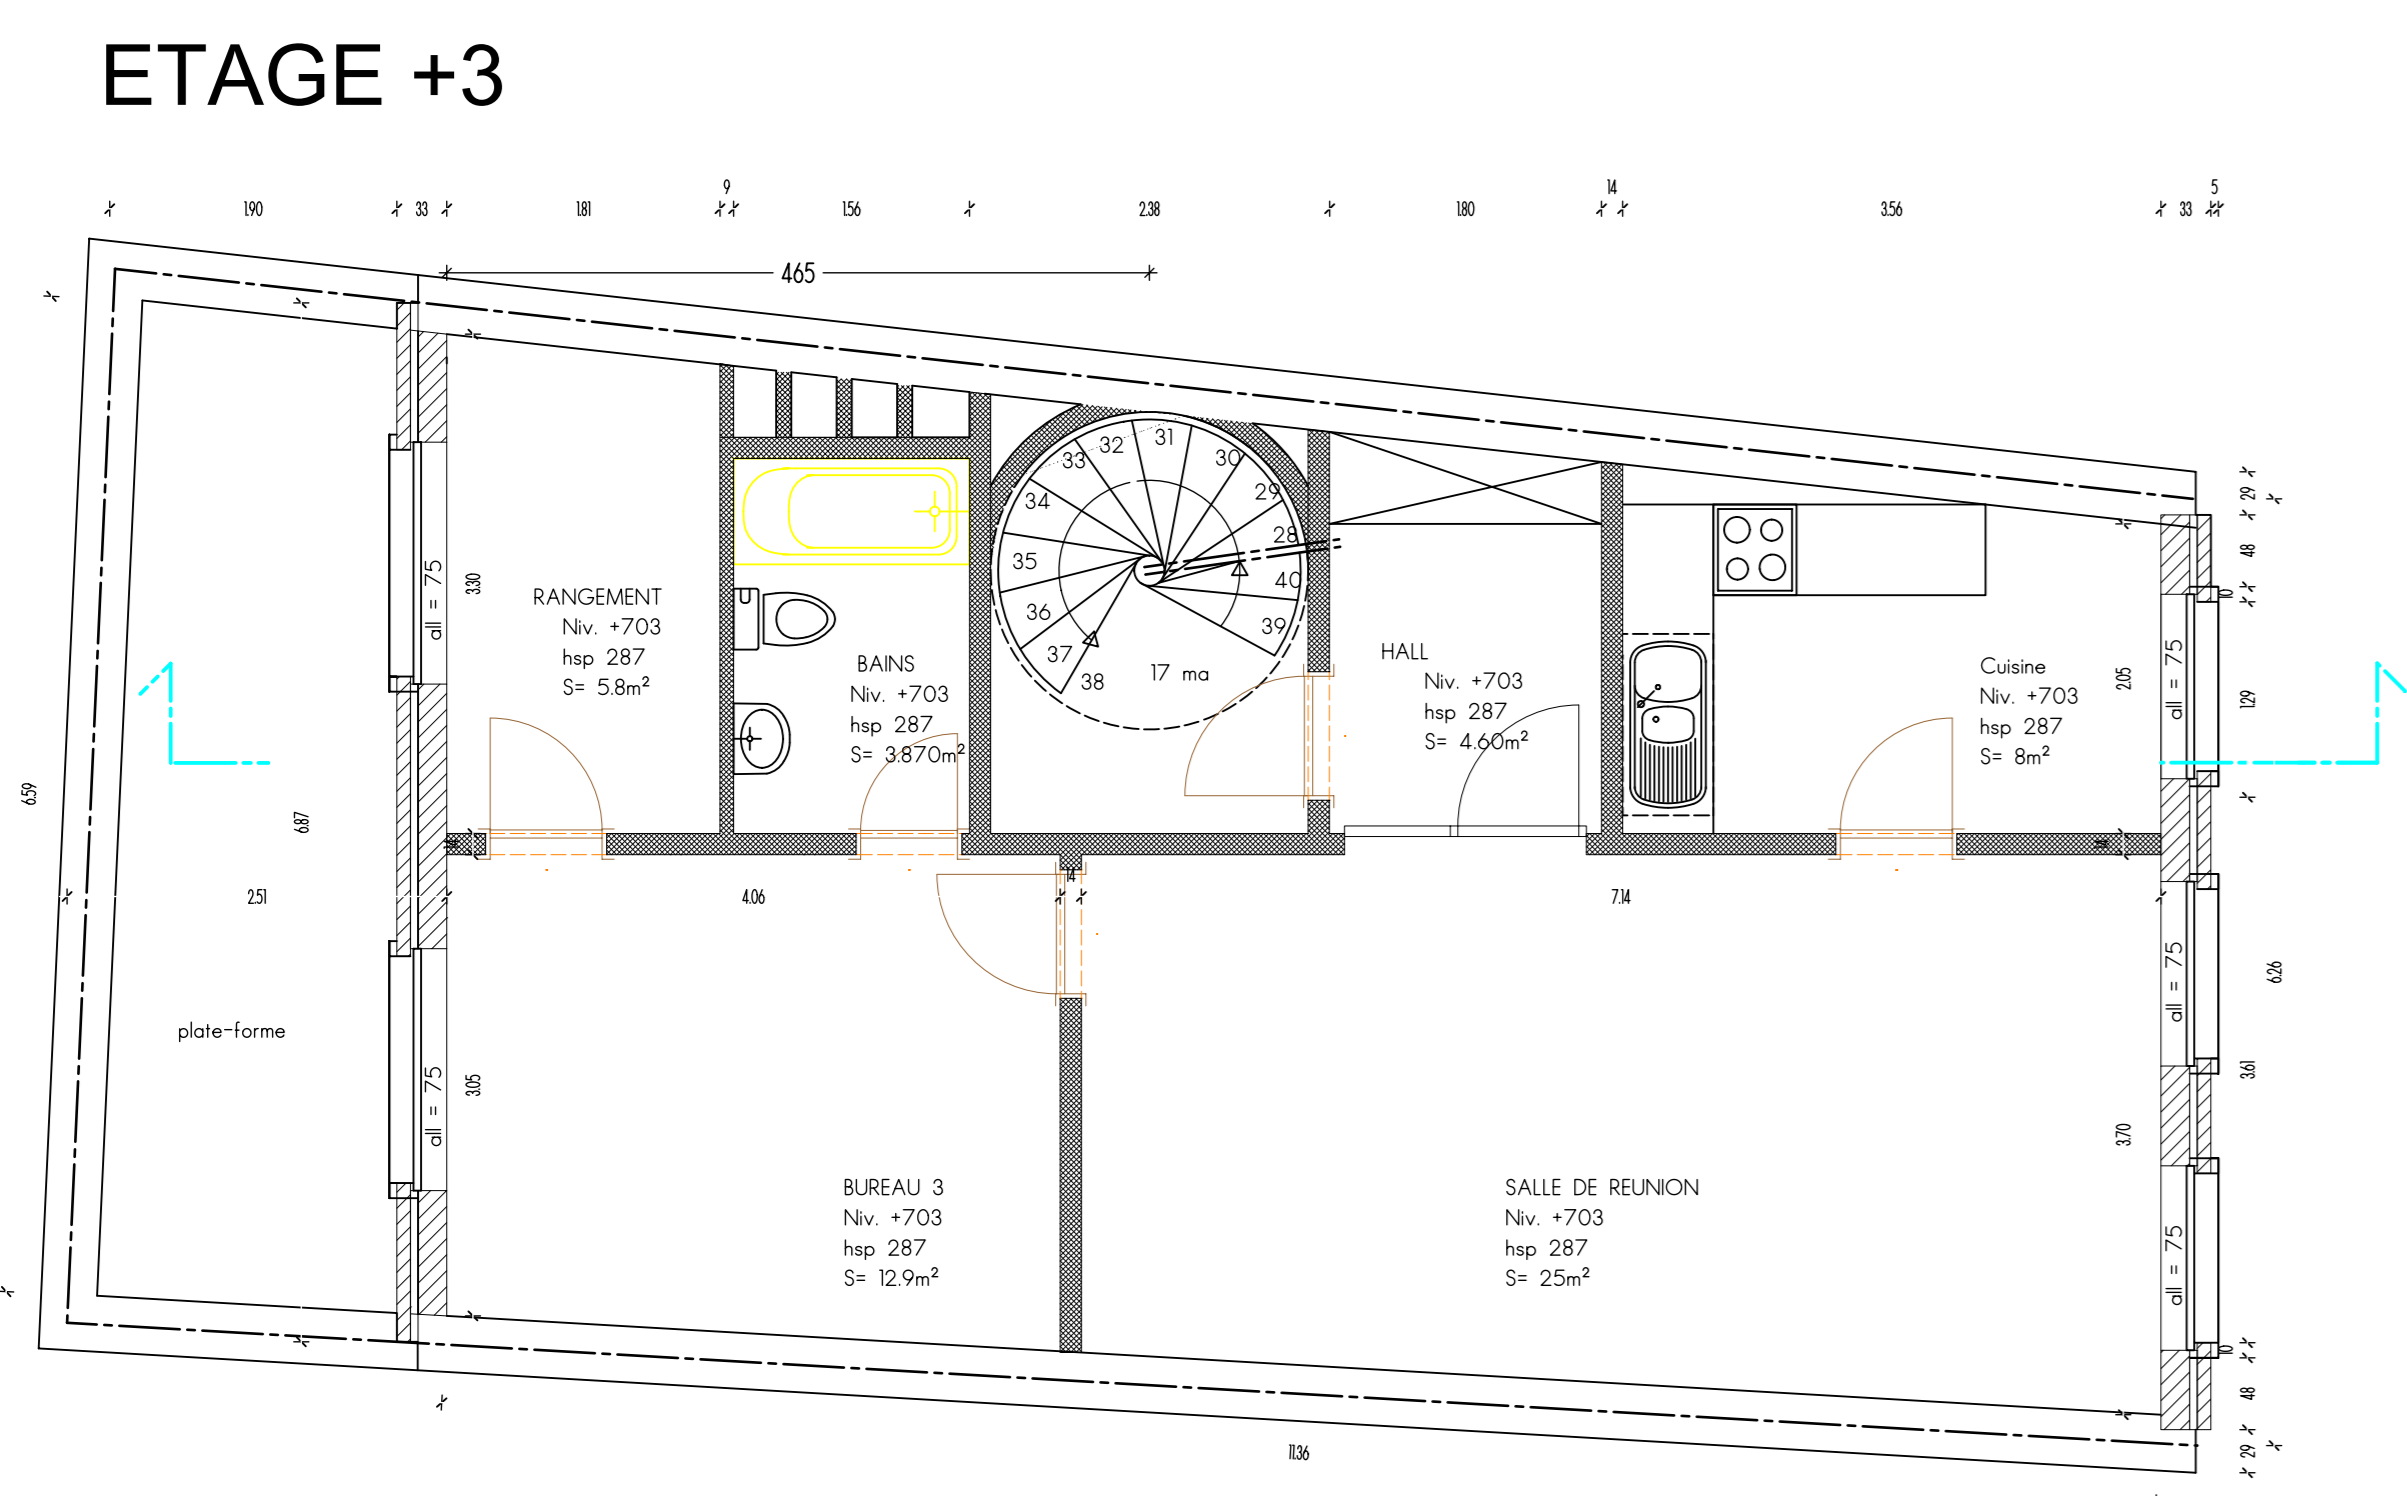 ETAGE +3
9
14
5
1.90
33
1.81
1.56
2.38
1.80
3.56
33
465
31
32
30
33
29
34
28
35
40
36
39
37
38
17 ma
29
48
10
1.29
all = 75
3.30
RANGEMENT
Niv. +703
hsp 287
S= 5.8m²
BAINS
Niv. +703
hsp 287
S= 3.870m²
HALL
Niv. +703
hsp 287
S= 4.60m²
Cuisine
Niv. +703
hsp 287
S= 8m²
2.05
all = 75
6.59
6.87
14
14
14
2.51
4.06
7.14
plate-forme
all = 75
3.05
BUREAU 3
Niv. +703
hsp 287
S= 12.9m²
SALLE DE REUNION
Niv. +703
hsp 287
S= 25m²
3.70
all = 75
all = 75
6.26
3.61
10
48
29
11.36